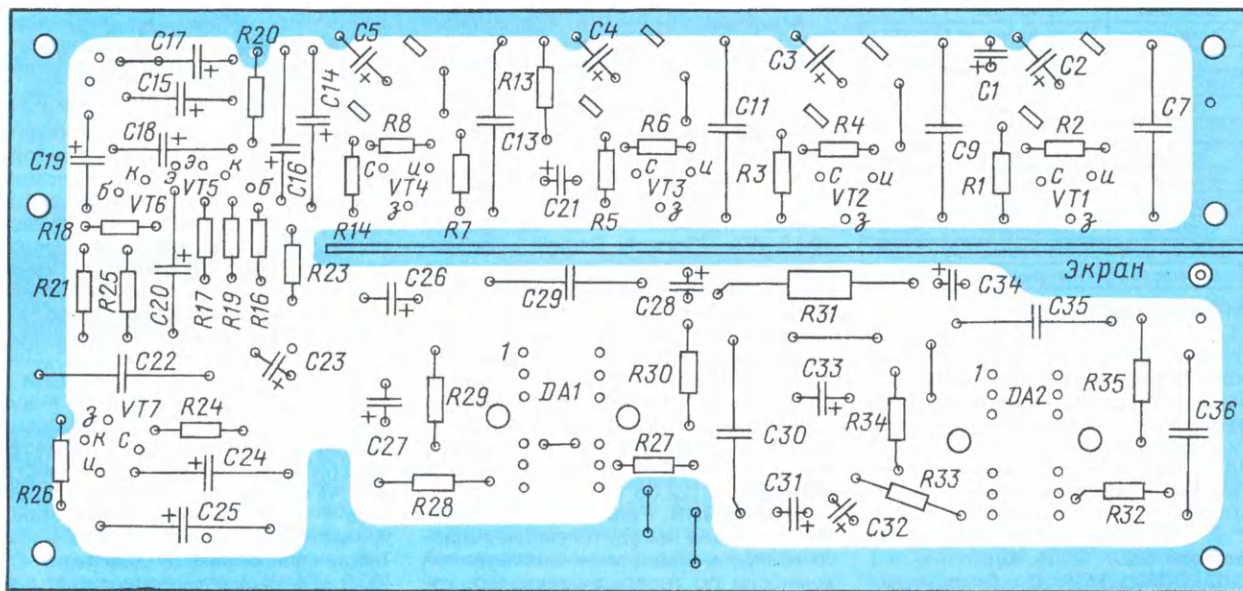 C17
R20
C5
C4
C3
C1
C2
C15
C14
R13
C13
C11
C9
C7
C18
C19
C16
R8
R6
R4
R2
э
э
к
к
б
б
VT5
VT6
с
и
VT4
з
с
и
VT3
з
с
и
VT2
з
с
и
VT1
з
C21
R3
R1
R18
R14
R7
R5
R23
Экран
R21
R25
C20
R17
R19
R16
C26
C29
C28
R31
C34
C35
C22
C23
1
DA1
R30
C33
1
DA2
R35
C36
R29
C27
R34
з
VT7
к
с
и
R24
C24
R27
C30
R26
R28
C31
C32
R33
R32
C25